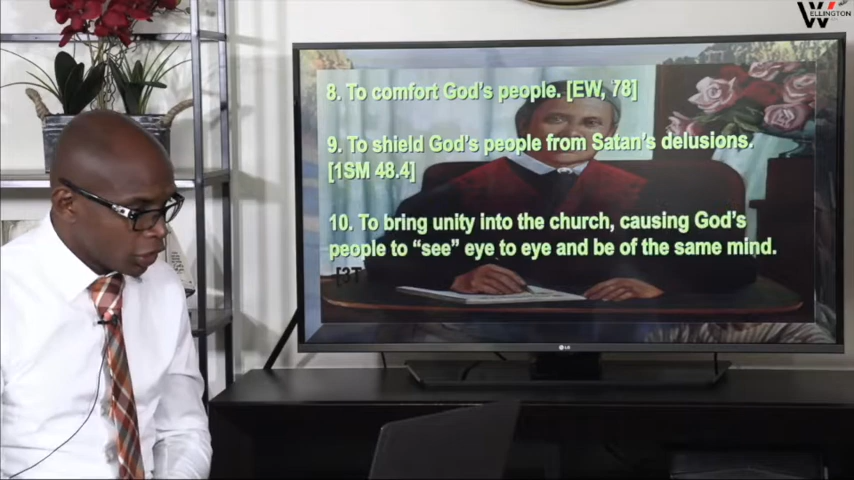 WELLINGTON
8. To comfort God's people. [EW, 78]
9. To shield God's people from Satan's delusions.
[1SM 48.4]
10. To bring unity into the church, causing God's
people to "see" eye to eye and be of the same mind.
[3T
LG